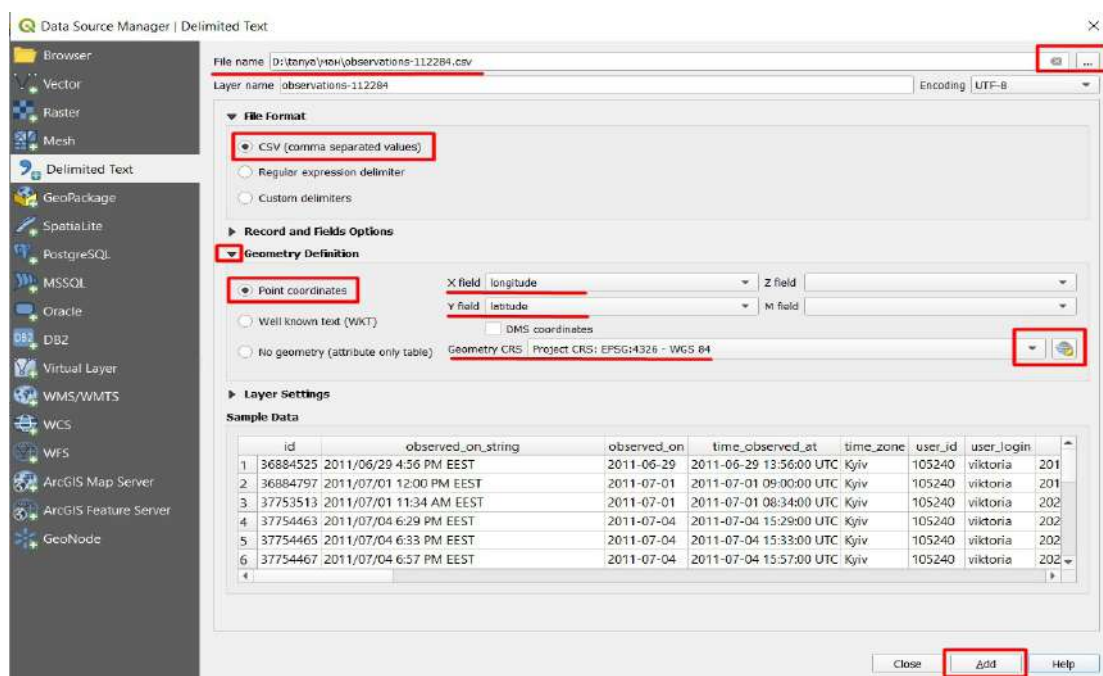 Data Source Manager | Delimited Text
Browser
Vector
Raster
Mesh
Delimited Text
GeoPackage
SpatiaLite
PostgreSQL
MSSQL
Oracle
DB2
Virtual Layer
WMS/WMTS
WCS
WFS
ArcGIS Map Server
ArcGIS Feature Server
GeoNode
File name D:\tanya\ман\observations-112284.csv ...
Layer name observations-112284 Encoding UTF-8
File Format
CSV (comma separated values)
Regular expression delimiter
Custom delimiters
Record and Fields Options
Geometry Definition
Point coordinates X field longitude Z field
Y field latitude M field
Well known text (WKT)
DMS coordinates
No geometry (attribute only table) Geometry CRS Project CRS: EPSG:4326 - WGS 84
Layer Settings
Sample Data
id observed_on_string observed_on time_observed_at time_zone user_id user_login
1 36884525 2011/06/29 4:56 PM EEST 2011-06-29 2011-06-29 13:56:00 UTC Kyiv 105240 viktoria 201
2 36884797 2011/07/01 12:00 PM EEST 2011-07-01 2011-07-01 09:00:00 UTC Kyiv 105240 viktoria 201
3 37753513 2011/07/01 11:34 AM EEST 2011-07-01 2011-07-01 08:34:00 UTC Kyiv 105240 viktoria 202
4 37754463 2011/07/04 6:29 PM EEST 2011-07-04 2011-07-04 15:29:00 UTC Kyiv 105240 viktoria 202
5 37754465 2011/07/04 6:33 PM EEST 2011-07-04 2011-07-04 15:33:00 UTC Kyiv 105240 viktoria 202
6 37754467 2011/07/04 6:57 PM EEST 2011-07-04 2011-07-04 15:57:00 UTC Kyiv 105240 viktoria 202
Close Add Help